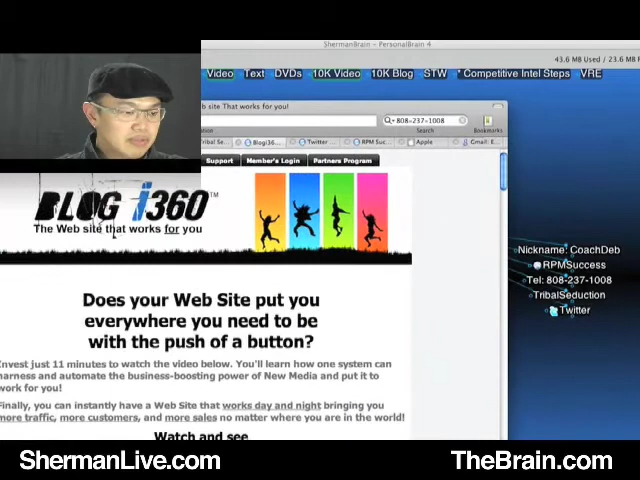 ShermanBrain - PersonalBrain 4
43.6 MB Used / 23.6 M
Video Text DVDs 10K Video 10K Blog STW * Competitive Intel Steps VRE
b site That works for you!
808-237-1008
Search Bookmarks
Tribal Se... Blogi36... Twitter ... RPM Suc... Apple Gmail: E...
Support Member's Login Partners Program
BLOG i360™
The Web site that works for you
Does your Web Site put you
everywhere you need to be
with the push of a button?
Invest just 11 minutes to watch the video below. You'll learn how one system can
harness and automate the business-boosting power of New Media and put it to
work for you!
Finally, you can instantly have a Web Site that works day and night bringing you
more traffic, more customers, and more sales no matter where you are in the world!
Watch and see
Nickname: CoachDeb
RPMSuccess
Tel: 808-237-1008
TribalSeduction
Twitter
ShermanLive.com
TheBrain.com